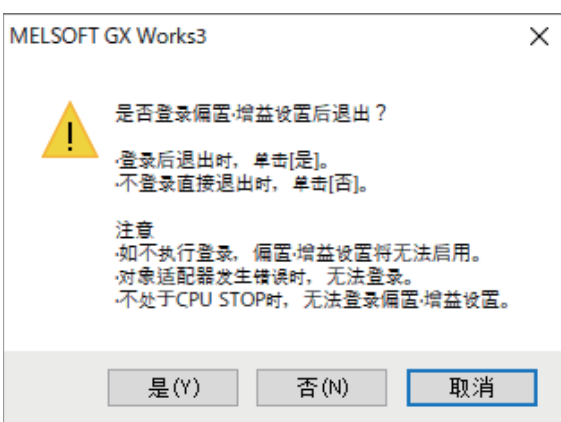 MELSOFT GX Works3
是否登录偏置·增益设置后退出？
·登录后退出时，单击[是]。
·不登录直接退出时，单击[否]。
注意
·如不执行登录，偏置·增益设置将无法启用。
·对象适配器发生错误时，无法登录。
·不处于CPU STOP时，无法登录偏置·增益设置。
是(Y) 否(N) 取消